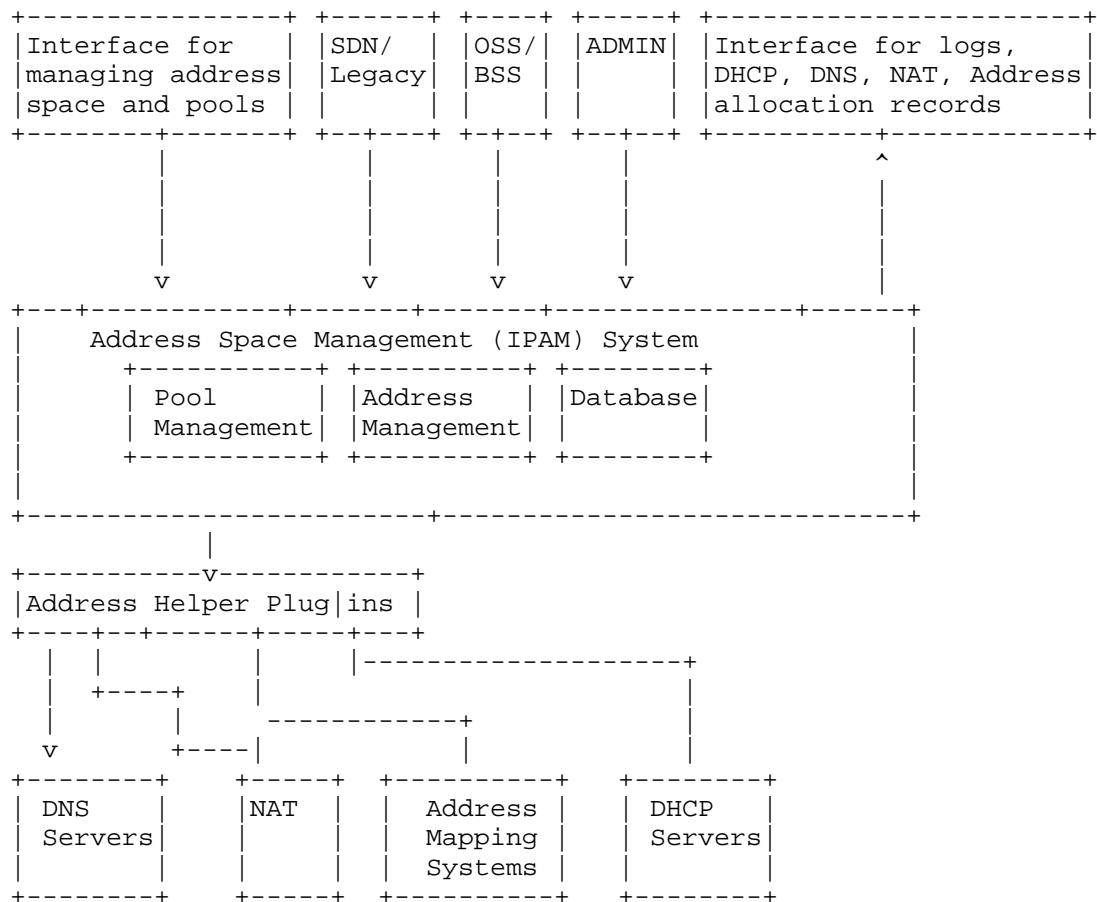 Interface for
managing address
space and pools
SDN/
Legacy
OSS/
BSS
ADMIN
Interface for logs,
DHCP, DNS, NAT, Address
allocation records
Address Space Management (IPAM) System
Pool
Management
Address
Management
Database
Address Helper Plug|ins
DNS
Servers
NAT
Address
Mapping
Systems
DHCP
Servers